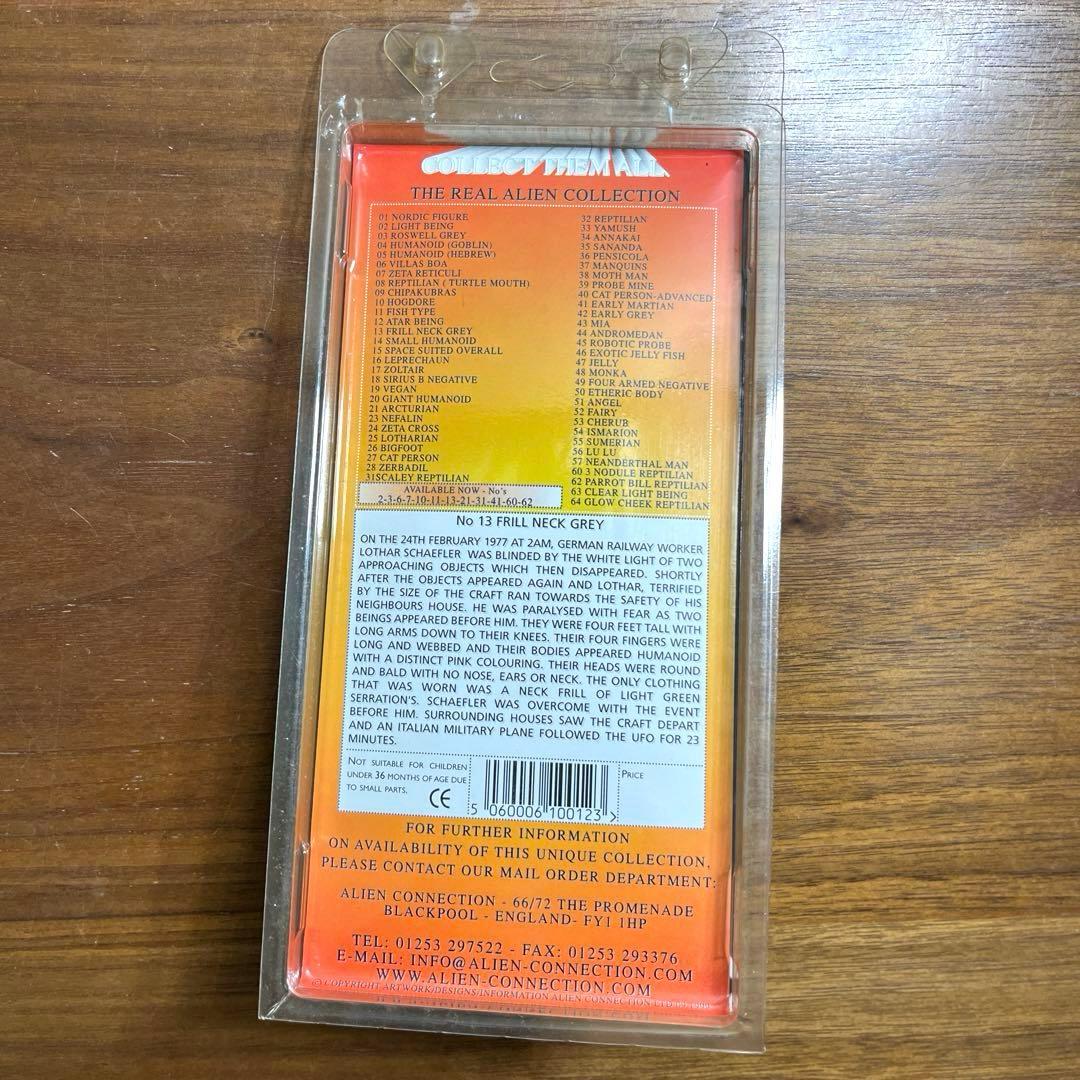 COLLECT THEM ALL
THE REAL ALIEN COLLECTION
01 NORDIC FIGURE
02 LIGHT BEING
03 ROSWELL GREY
04 HUMANOID (GOBLIN)
05 HUMANOID (HEBREW)
06 VILLAS BOA
07 ZETA RETICULI
08 REPTILIAN ( TURTLE MOUTH)
09 CHIPAKUBRAS
10 HOGDORE
11 FISH TYPE
12 ATAR BEING
13 FRILL NECK GREY
14 SMALL HUMANOID
15 SPACE SUITED OVERALL
16 LEPRECHAUN
17 ZOLTAIR
18 SIRIUS B NEGATIVE
19 VEGAN
20 GIANT HUMANOID
21 ARCTURIAN
23 NEFALIN
24 ZETA CROSS
25 LOTHARIAN
26 BIGFOOT
27 CAT PERSON
28 ZERBADIL
31SCALEY REPTILIAN
32 REPTILIAN
33 YAMUSH
34 ANNAKAI
35 SANANDA
36 PENSICOLA
37 MANQUINS
38 MOTH MAN
39 PROBE MINE
40 CAT PERSON-ADVANCED
41 EARLY MARTIAN
42 EARLY GREY
43 MIA
44 ANDROMEDAN
45 ROBOTIC PROBE
46 EXOTIC JELLY FISH
47 JELLY
48 MONKA
49 FOUR ARMED NEGATIVE
50 ETHERIC BODY
51 ANGEL
52 FAIRY
53 CHERUB
54 ISMARION
55 SUMERIAN
56 LU LU
57 NEANDERTHAL MAN
60 3 NODULE REPTILIAN
62 PARROT BILL REPTILIAN
63 CLEAR LIGHT BEING
64 GLOW CHEEK REPTILIAN
AVAILABLE NOW - No's
2-3-6-7-10-11-13-21-31-41-60-62
No 13 FRILL NECK GREY
ON THE 24TH FEBRUARY 1977 AT 2AM, GERMAN RAILWAY WORKER
LOTHAR SCHAEFLER WAS BLINDED BY THE WHITE LIGHT OF TWO
APPROACHING OBJECTS WHICH THEN DISAPPEARED. SHORTLY
AFTER THE OBJECTS APPEARED AGAIN AND LOTHAR, TERRIFIED
BY THE SIZE OF THE CRAFT RAN TOWARDS THE SAFETY OF HIS
NEIGHBOURS HOUSE. HE WAS PARALYSED WITH FEAR AS TWO
BEINGS APPEARED BEFORE HIM. THEY WERE FOUR FEET TALL WITH
LONG ARMS DOWN TO THEIR KNEES. THEIR FOUR FINGERS WERE
LONG AND WEBBED AND THEIR BODIES APPEARED HUMANOID
WITH A DISTINCT PINK COLOURING. THEIR HEADS WERE ROUND
AND BALD WITH NO NOSE, EARS OR NECK. THE ONLY CLOTHING
THAT WAS WORN WAS A NECK FRILL OF LIGHT GREEN
SERRATION'S. SCHAEFLER WAS OVERCOME WITH THE EVENT
BEFORE HIM. SURROUNDING HOUSES SAW THE CRAFT DEPART
AND AN ITALIAN MILITARY PLANE FOLLOWED THE UFO FOR 23
MINUTES.
NOT SUITABLE FOR CHILDREN
UNDER 36 MONTHS OF AGE DUE
TO SMALL PARTS.
CE
5 060006 100123 >
PRICE
FOR FURTHER INFORMATION
ON AVAILABILITY OF THIS UNIQUE COLLECTION,
PLEASE CONTACT OUR MAIL ORDER DEPARTMENT:
ALIEN CONNECTION - 66/72 THE PROMENADE
BLACKPOOL - ENGLAND- FY1 1HP
TEL: 01253 297522 - FAX: 01253 293376
E-MAIL: INFO@ALIEN-CONNECTION.COM
WWW.ALIEN-CONNECTION.COM
© COPYRIGHT ARTWORK/DESIGNS/INFORMATION ALIEN CONNECTION LTD